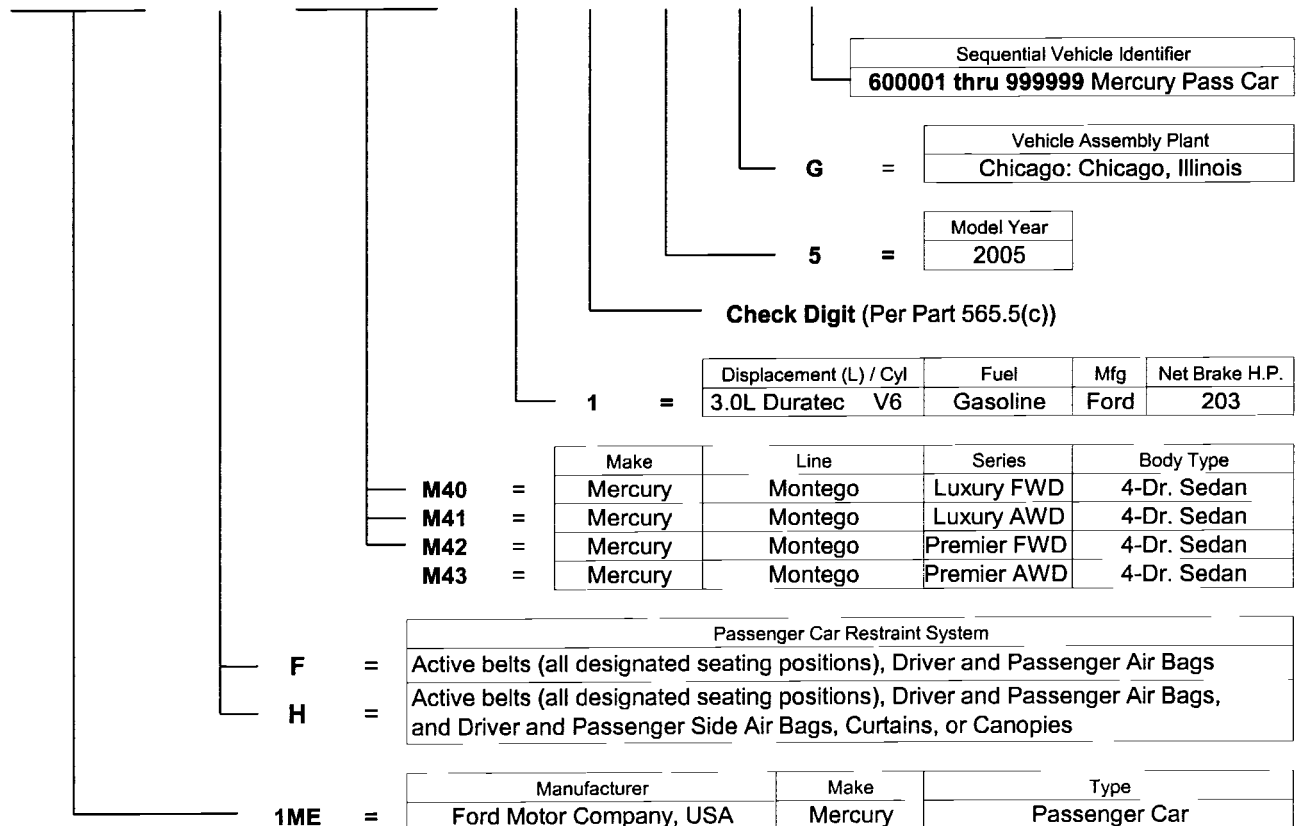 Sequential Vehicle Identifier
600001 thru 999999 Mercury Pass Car
Vehicle Assembly Plant
G = Chicago: Chicago, Illinois
Model Year
5 = 2005
Check Digit (Per Part 565.5(c))
Displacement (L) / Cyl Fuel Mfg Net Brake H.P.
1 = 3.0L Duratec V6 Gasoline Ford 203
Make Line Series Body Type
M40 = Mercury Montego Luxury FWD 4-Dr. Sedan
M41 = Mercury Montego Luxury AWD 4-Dr. Sedan
M42 = Mercury Montego Premier FWD 4-Dr. Sedan
M43 = Mercury Montego Premier AWD 4-Dr. Sedan
Passenger Car Restraint System
F = Active belts (all designated seating positions), Driver and Passenger Air Bags
H = Active belts (all designated seating positions), Driver and Passenger Air Bags,
and Driver and Passenger Side Air Bags, Curtains, or Canopies
Manufacturer Make Type
1ME = Ford Motor Company, USA Mercury Passenger Car